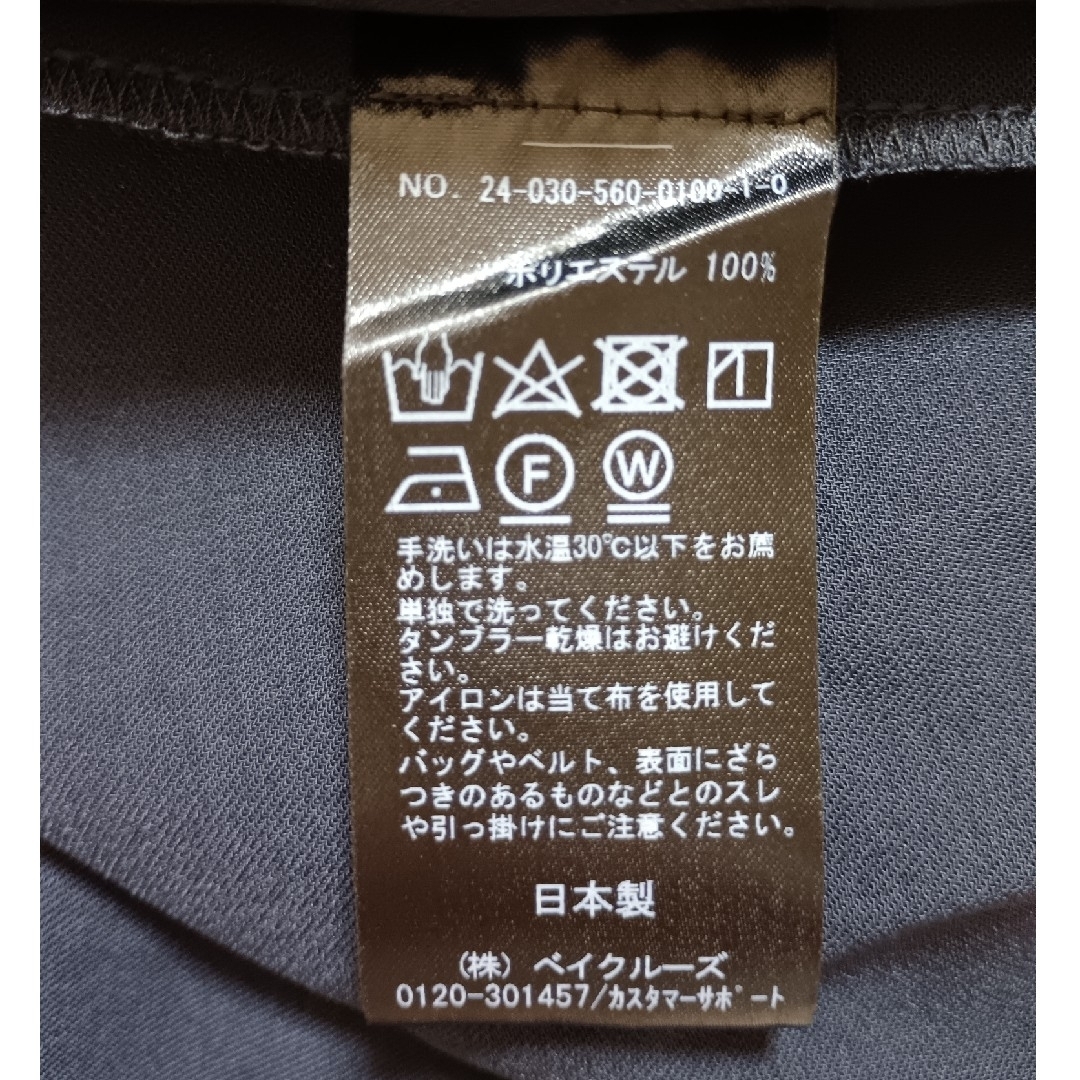 NO. 24-030-560-0100-1-0
ポリエステル 100%
F W
手洗いは水温30℃以下をお薦
めします。
単独で洗ってください。
タンブラー乾燥はお避けくだ
さい。
アイロンは当て布を使用して
ください。
バッグやベルト、表面にざら
つきのあるものなどとのスレ
や引っ掛けにご注意ください。
日本製
(株) ベイクルーズ
0120-301457/カスタマーサポート